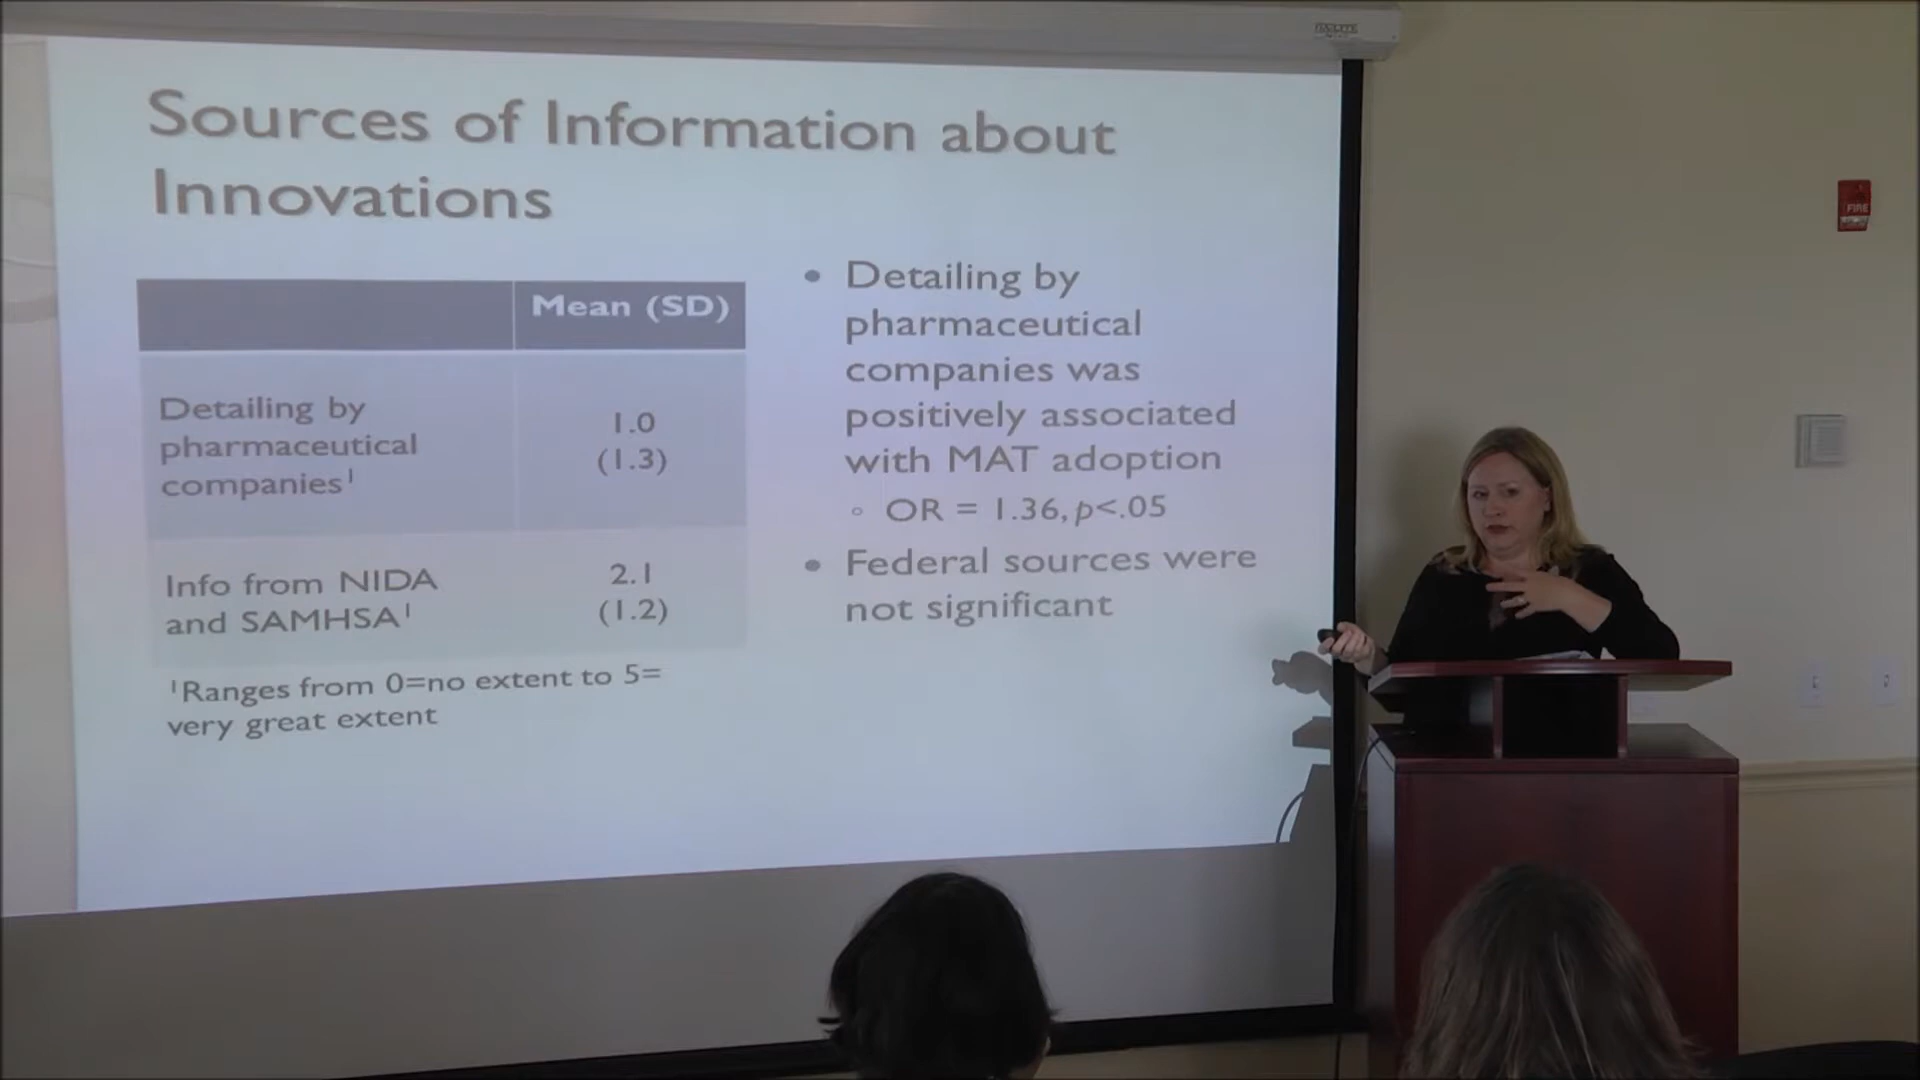 Sources of Information about
Innovations
Mean (SD)
Detailing by
pharmaceutical
companies¹
1.0
(1.3)
Info from NIDA
and SAMHSA¹
2.1
(1.2)
¹Ranges from 0=no extent to 5=
very great extent
• Detailing by
pharmaceutical
companies was
positively associated
with MAT adoption
◦ OR = 1.36, p<.05
• Federal sources were
not significant
FIRE